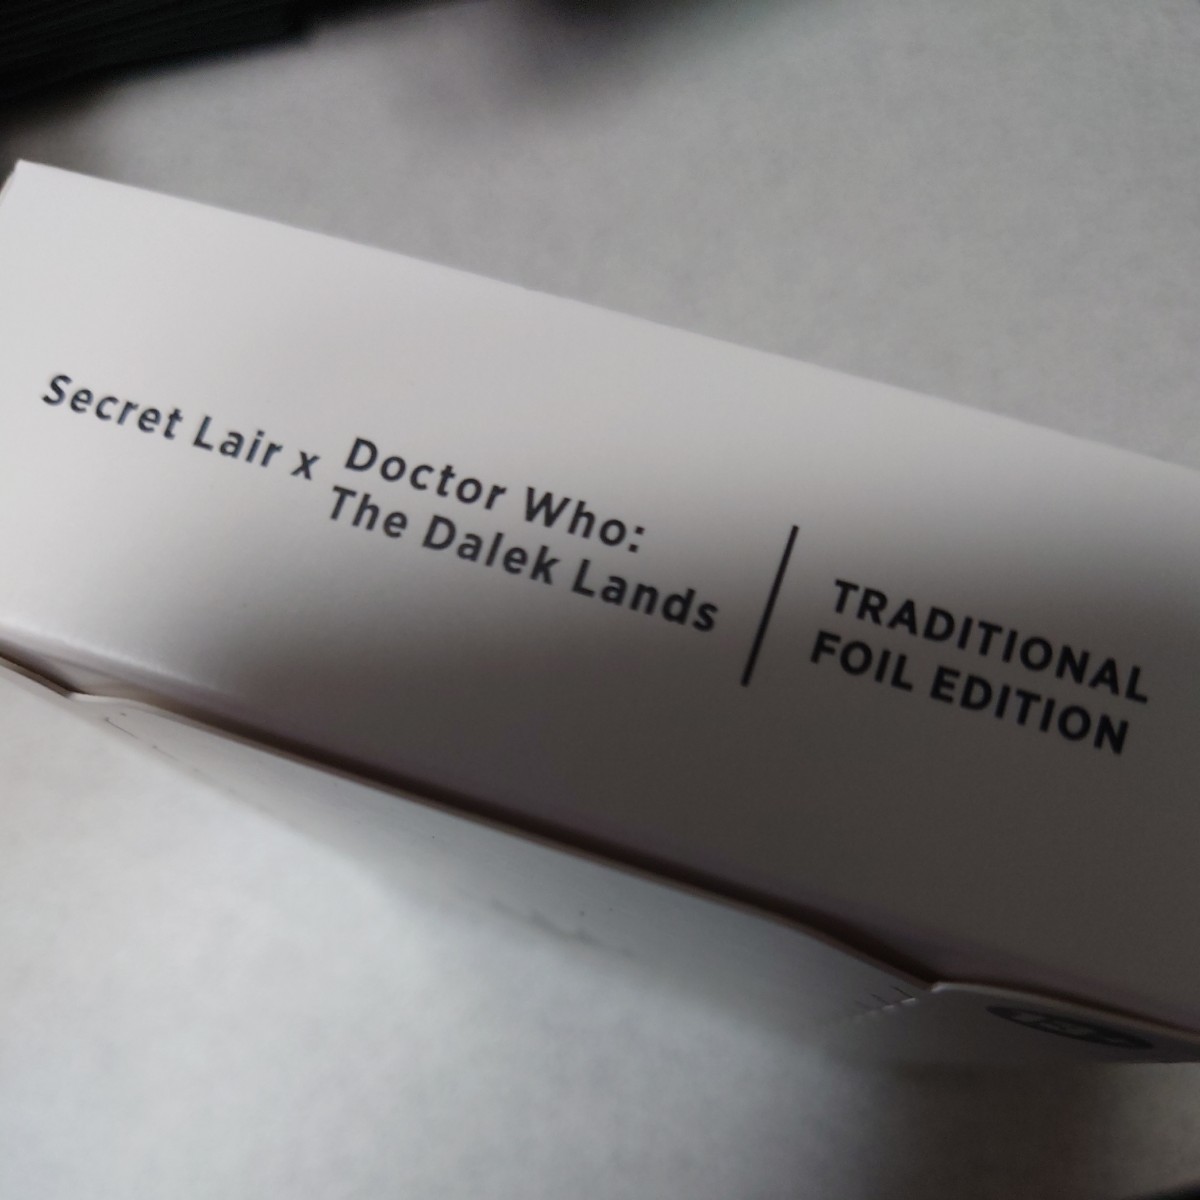 Secret Lair x
Doctor Who:
The Dalek Lands
TRADITIONAL
FOIL EDITION